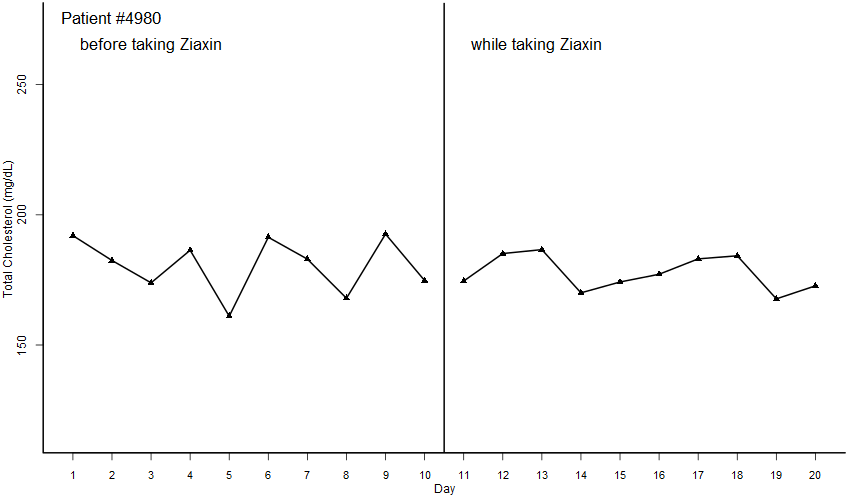 Patient #4980
before taking Ziaxin
while taking Ziaxin
Total Cholesterol (mg/dL)
250
200
150
1 2 3 4 5 6 7 8 9 10 11 12 13 14 15 16 17 18 19 20
Day